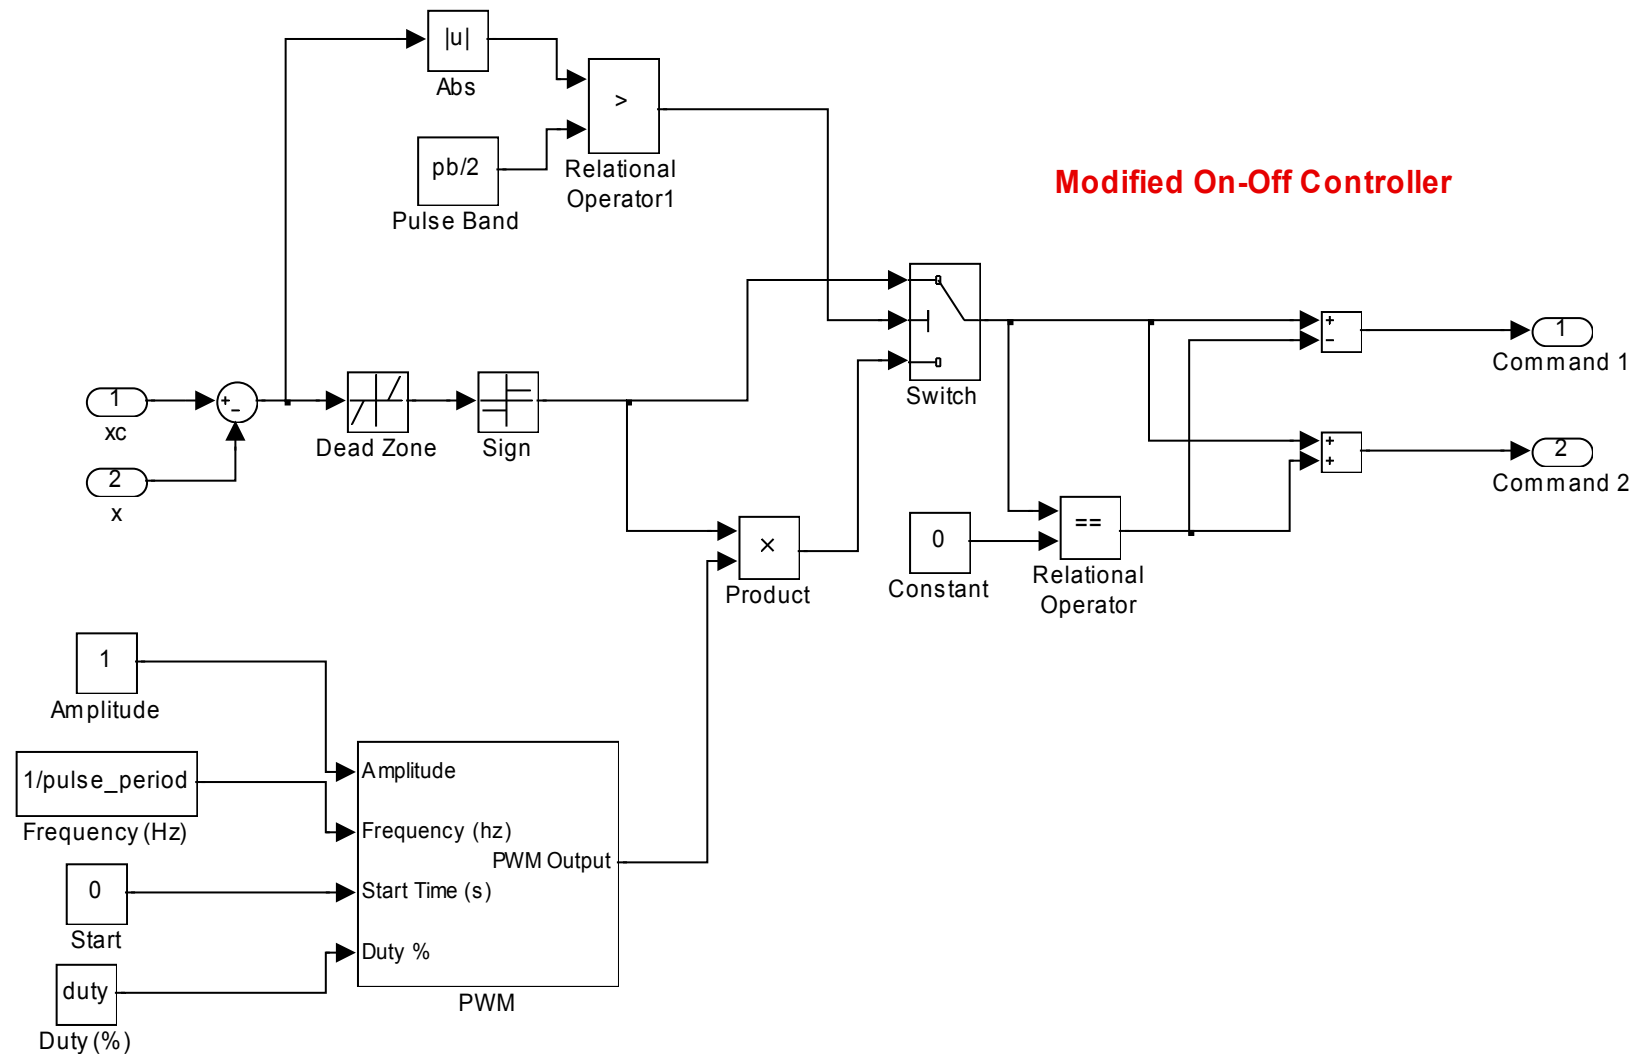 |u|
Abs
>
Relational
Operator1
pb/2
Pulse Band
Modified On-Off Controller
1
xc
+
−
2
x
Dead Zone
Sign
Switch
+
−
1
Command 1
+
+
2
Command 2
×
Product
0
Constant
==
Relational
Operator
1
Amplitude
1/pulse_period
Frequency (Hz)
0
Start
duty
Duty (%)
Amplitude
Frequency (hz)
PWM Output
Start Time (s)
Duty %
PWM